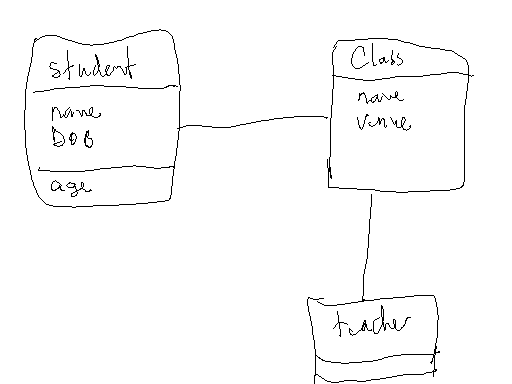 student
name
DOB
age
Class
name
venue
teacher